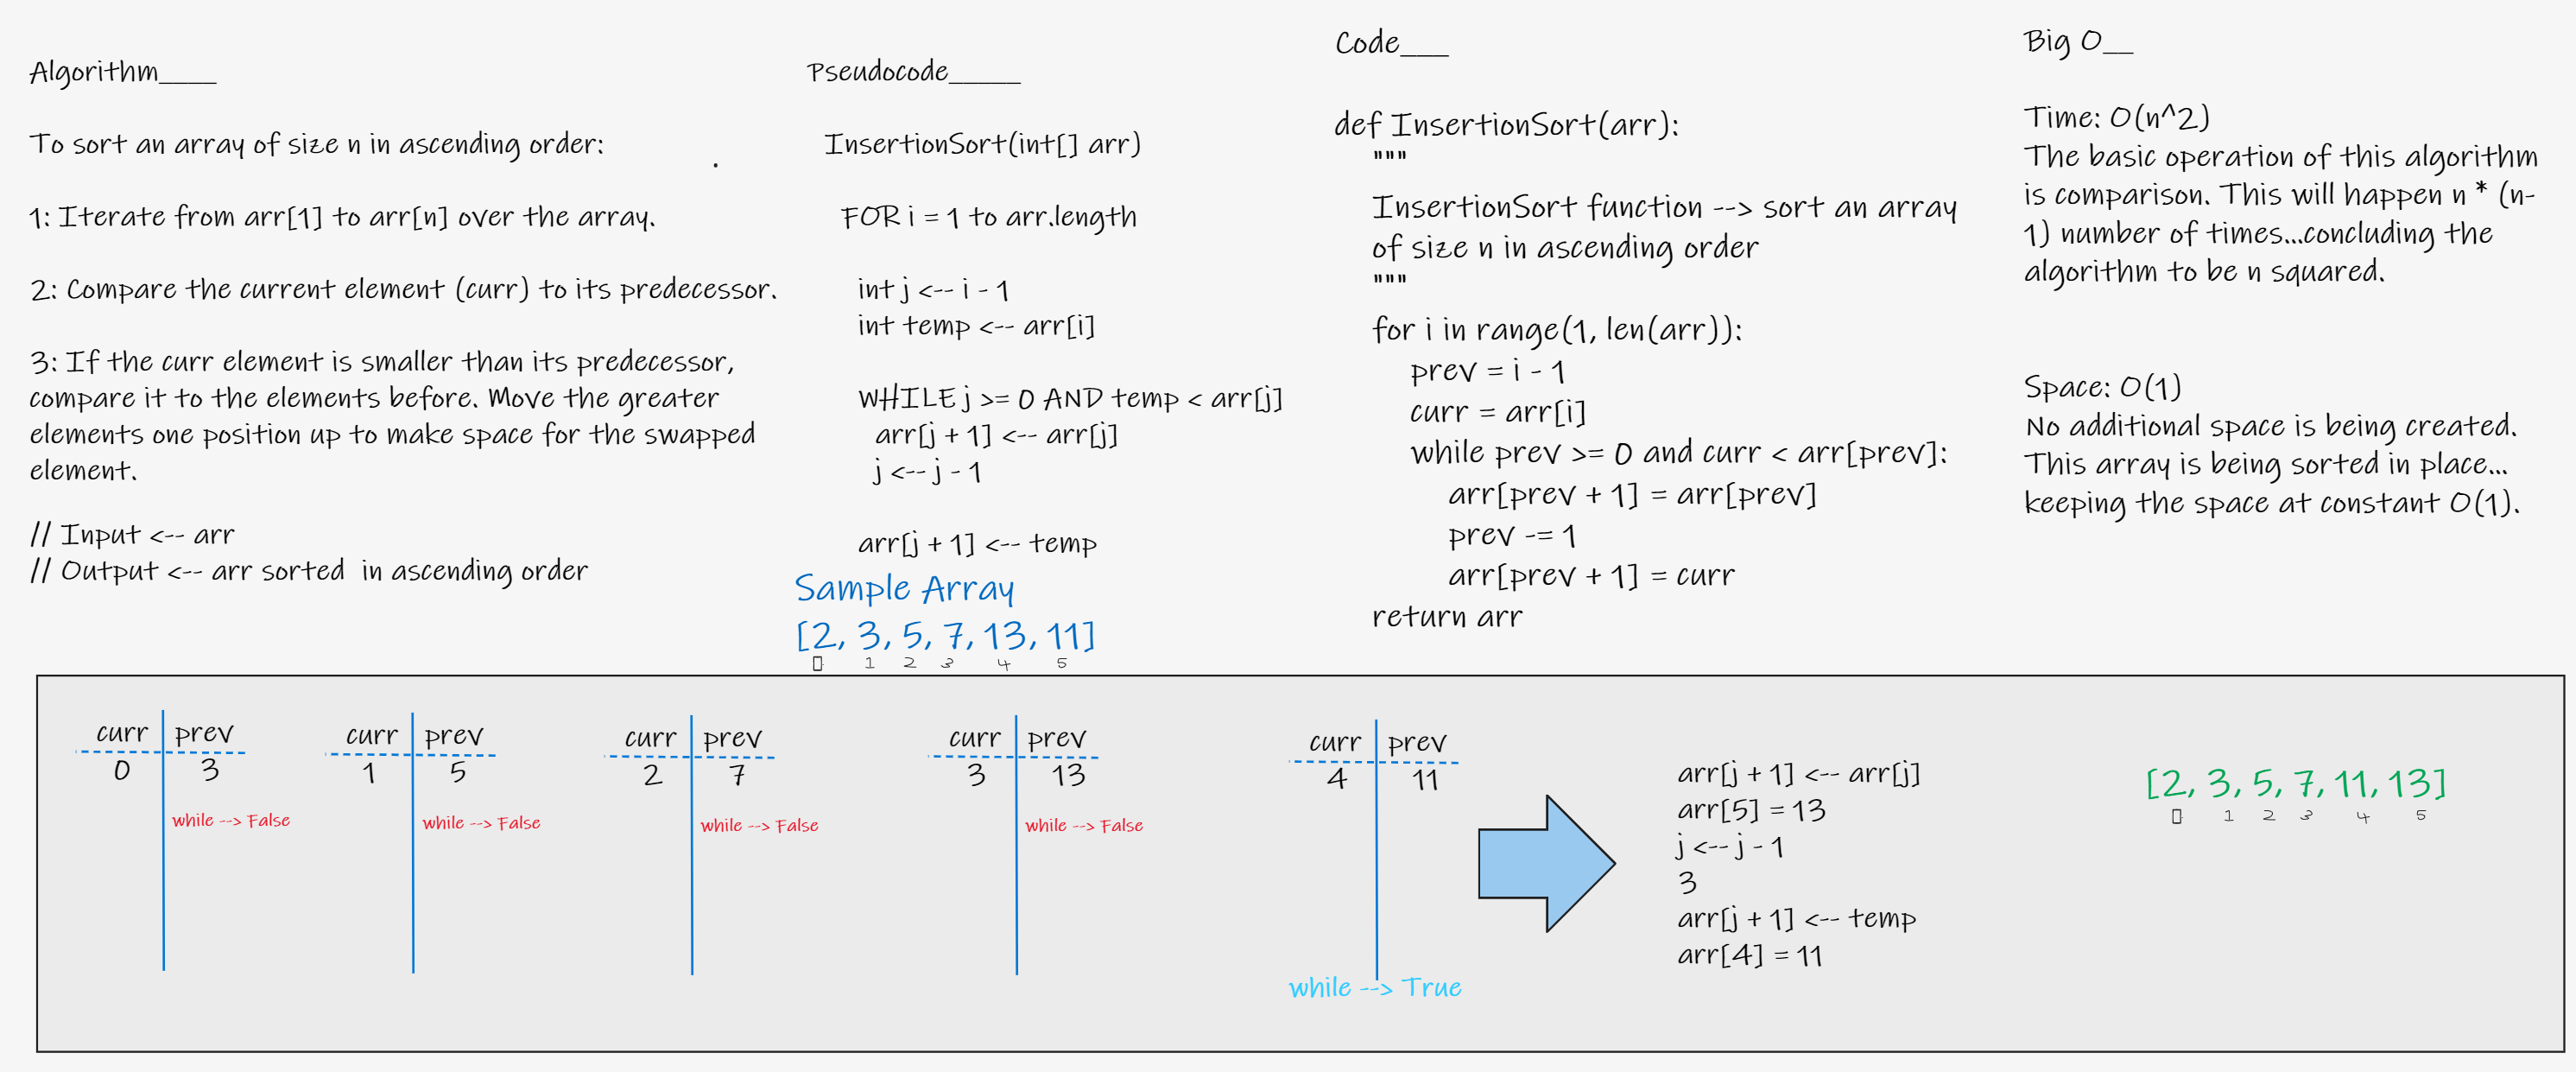 Algorithm____
To sort an array of size n in ascending order:
.
1: Iterate from arr[1] to arr[n] over the array.
2: Compare the current element (curr) to its predecessor.
3: If the curr element is smaller than its predecessor,
compare it to the elements before. Move the greater
elements one position up to make space for the swapped
element.
// Input <-- arr
// Output <-- arr sorted  in ascending order
Pseudocode_____
InsertionSort(int[] arr)
FOR i = 1 to arr.length
int j <-- i - 1
int temp <-- arr[i]
WHILE j >= 0 AND temp < arr[j]
arr[j + 1] <-- arr[j]
j <-- j - 1
arr[j + 1] <-- temp
Sample Array
[2, 3, 5, 7, 13, 11]
1 2 3 4 5
Code___
def InsertionSort(arr):
"""
InsertionSort function --> sort an array
of size n in ascending order
"""
for i in range(1, len(arr)):
prev = i - 1
curr = arr[i]
while prev >= 0 and curr < arr[prev]:
arr[prev + 1] = arr[prev]
prev -= 1
arr[prev + 1] = curr
return arr
Big O__
Time: O(n^2)
The basic operation of this algorithm
is comparison. This will happen n * (n-
1) number of times...concluding the
algorithm to be n squared.
Space: O(1)
No additional space is being created.
This array is being sorted in place...
keeping the space at constant O(1).
curr prev
0 3
while --> False
curr prev
1 5
while --> False
curr prev
2 7
while --> False
curr prev
3 13
while --> False
curr prev
4 11
while --> True
arr[j + 1] <-- arr[j]
arr[5] = 13
j <-- j - 1
3
arr[j + 1] <-- temp
arr[4] = 11
[2, 3, 5, 7, 11, 13]
1 2 3 4 5